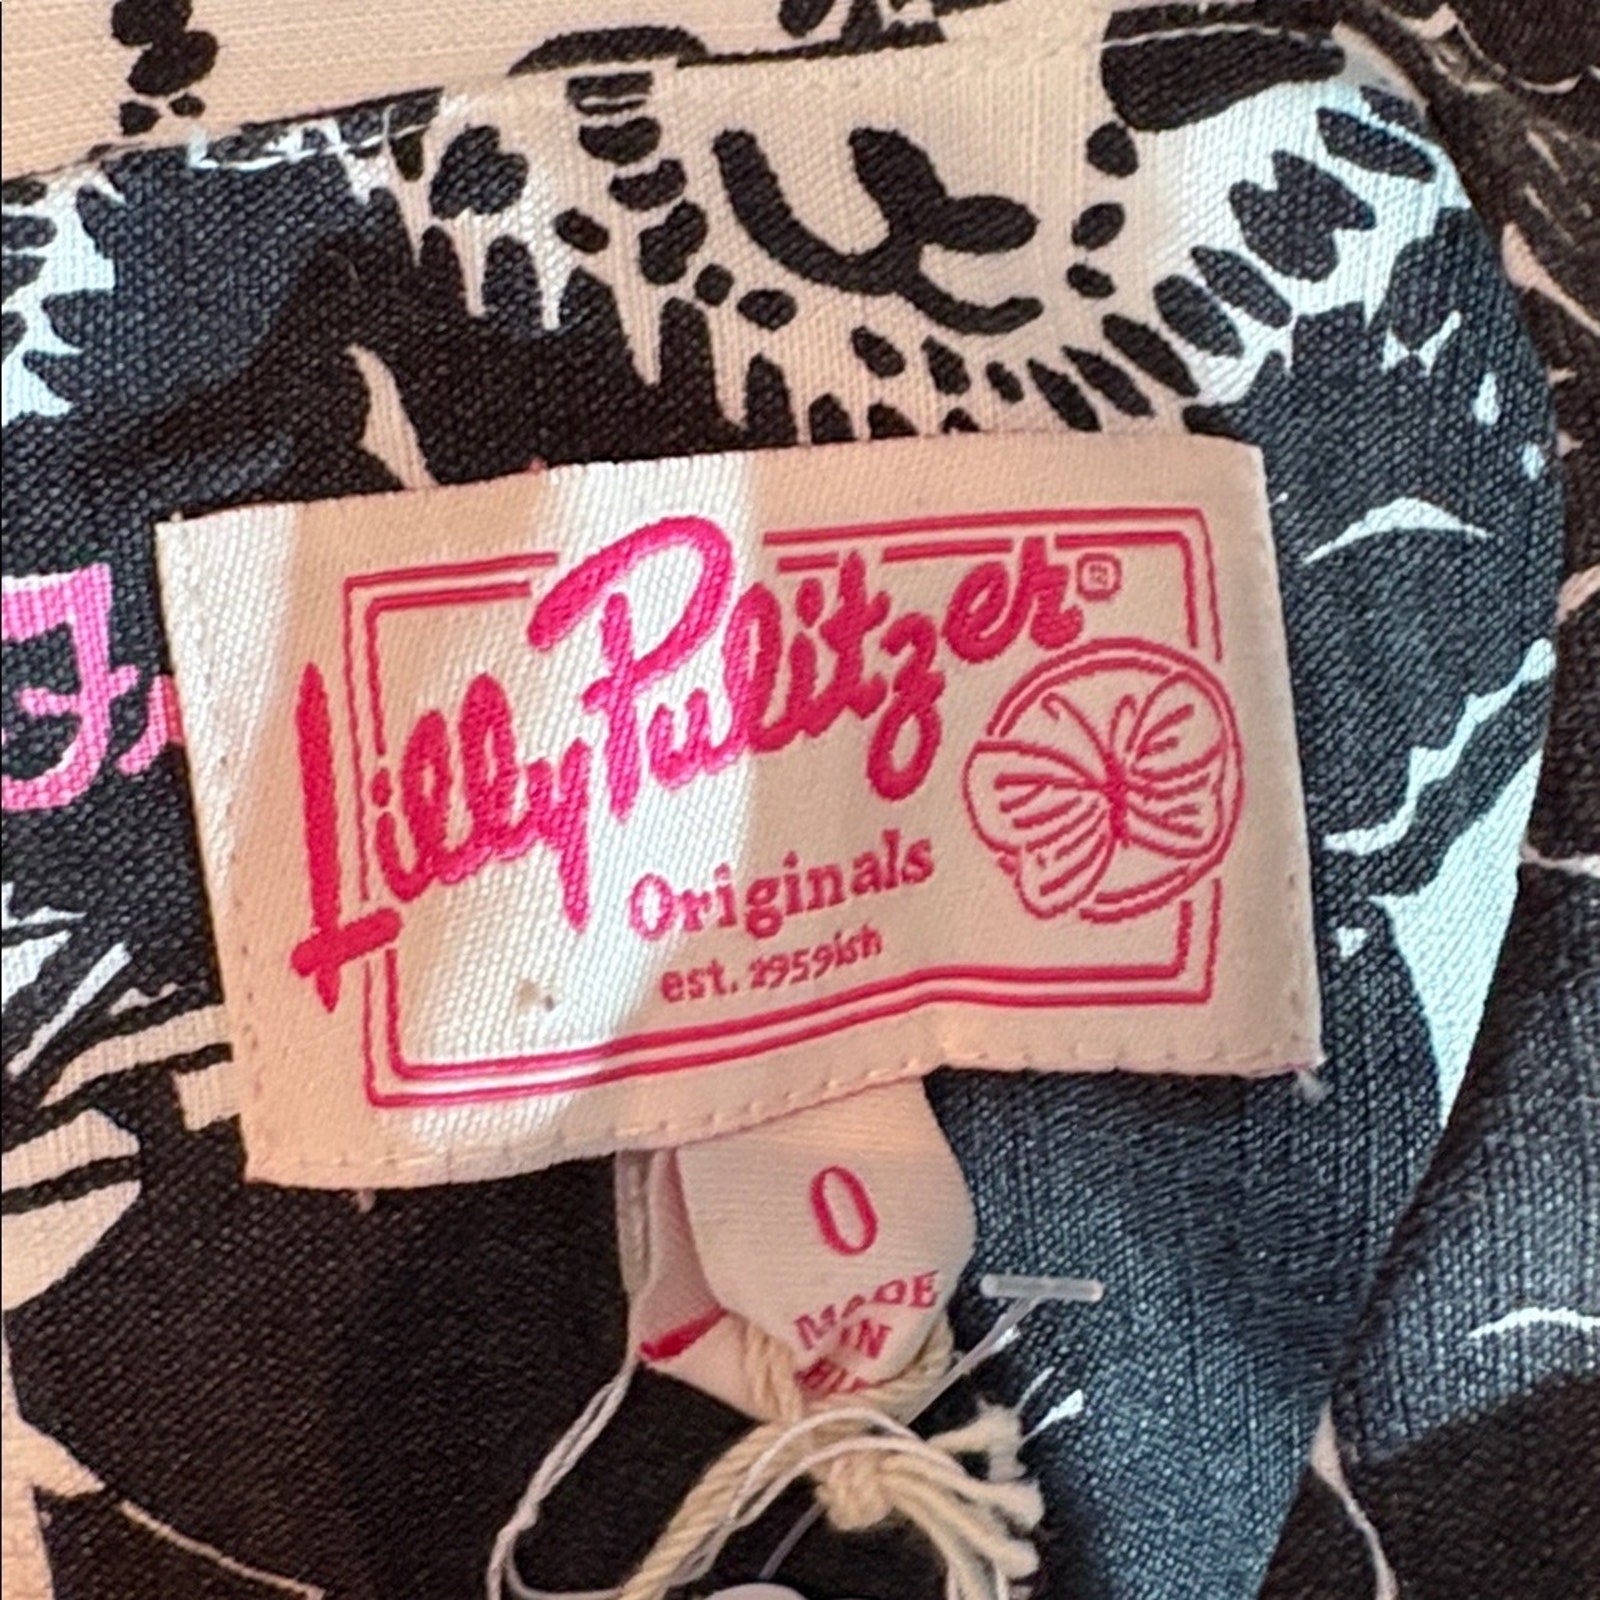 Lilly Pulitzer®
Originals
est. 1959ish
0
MADE
IN